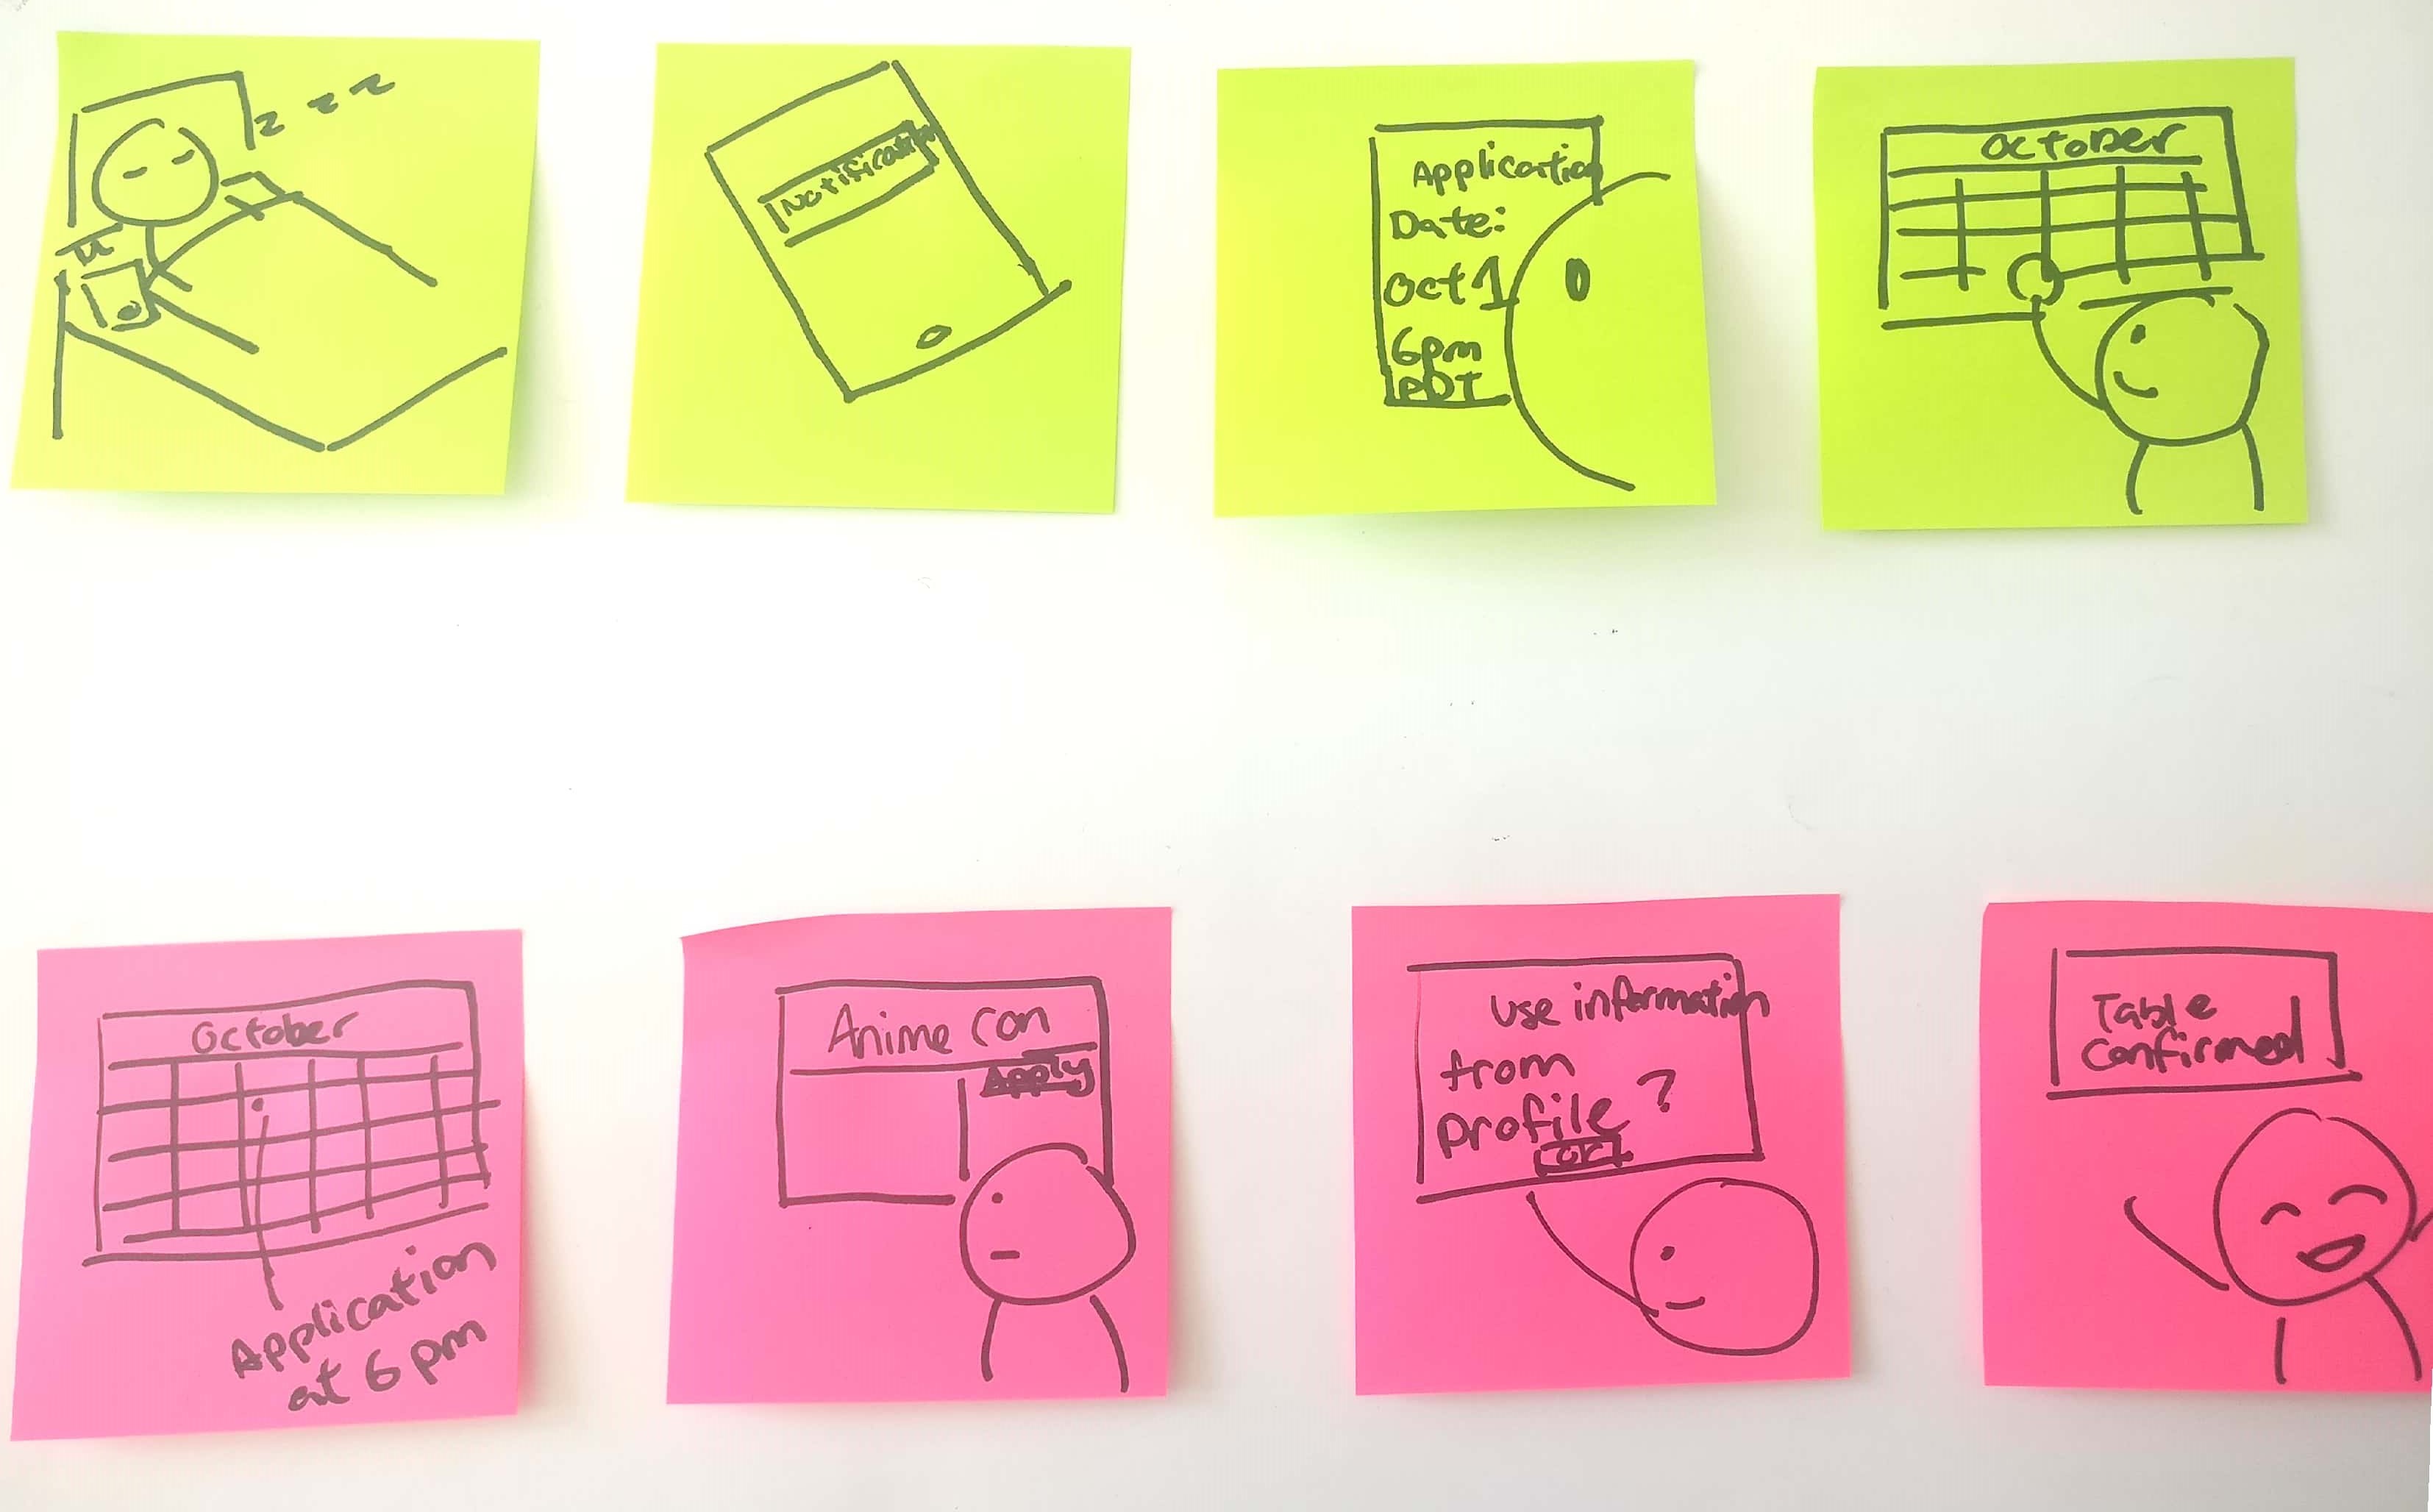 z z z
Notification
Application
Date:
Oct 1
6pm
PDT
October
October
Application
at 6 pm
Anime Con
Apply
Use information
from
profile ?
OK
Table
Confirmed